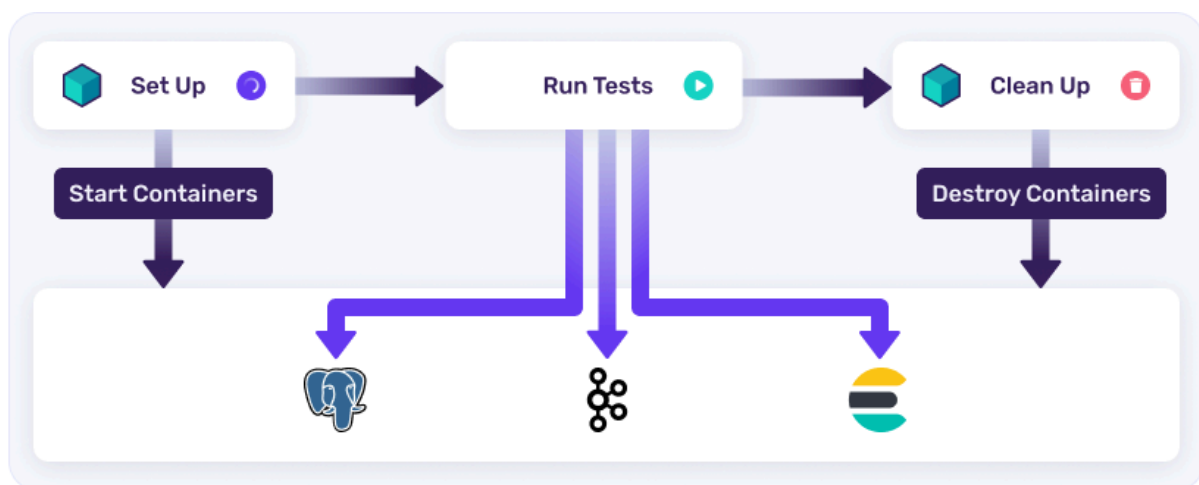 Set Up
Run Tests
Clean Up
Start Containers
Destroy Containers